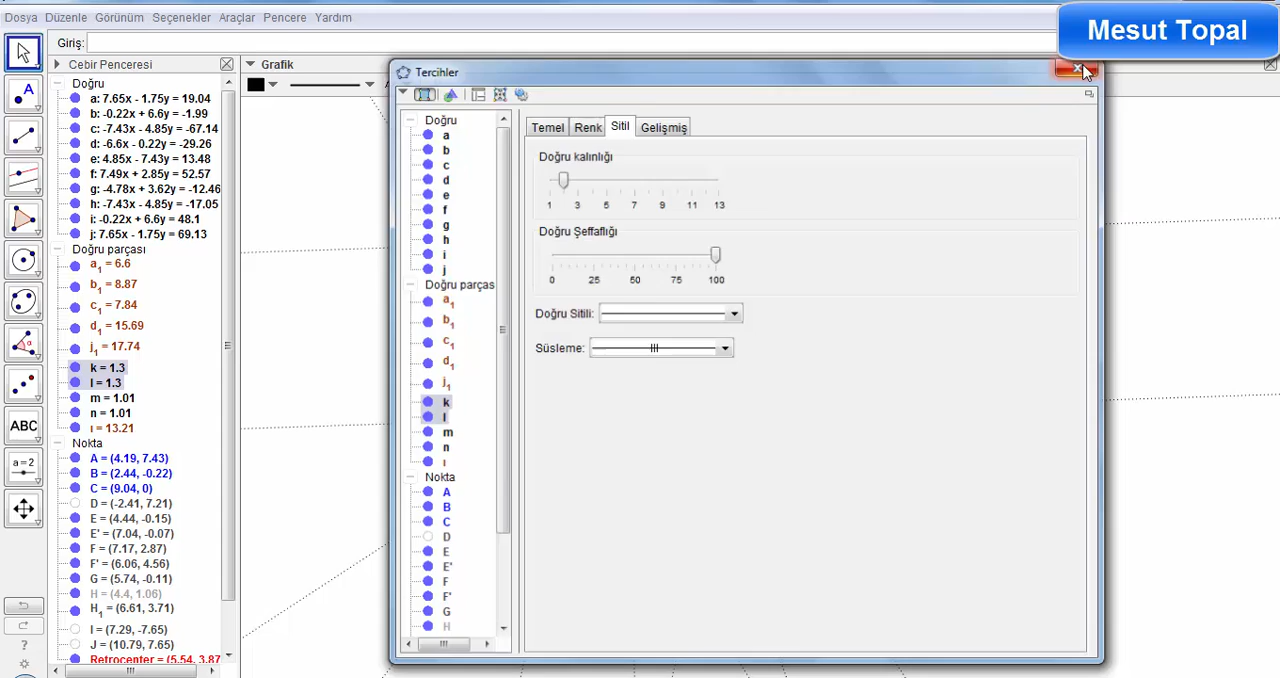 Dosya Düzenle Görünüm Seçenekler Araçlar Pencere Yardım
Mesut Topal
Giriş:
Cebir Penceresi
Grafik
Doğru
a: 7.65x - 1.75y = 19.04
b: -0.22x + 6.6y = -1.99
c: -7.43x - 4.85y = -67.14
d: -6.6x - 0.22y = -29.26
e: 4.85x - 7.43y = 13.48
f: 7.49x + 2.85y = 52.57
g: -4.78x + 3.62y = -12.46
h: -7.43x - 4.85y = -17.05
i: -0.22x + 6.6y = 48.1
j: 7.65x + 1.75y = 69.13
Doğru parçası
a1 = 6.6
b1 = 8.87
c1 = 7.84
d1 = 15.69
j1 = 17.74
k = 1.3
l = 1.3
m = 1.01
n = 1.01
ı = 13.21
Nokta
A = (4.19, 7.43)
B = (2.44, -0.22)
C = (9.04, 0)
D = (-2.41, 7.21)
E = (4.44, -0.15)
E' = (7.04, -0.07)
F = (7.17, 2.87)
F' = (6.06, 4.56)
G = (5.74, -0.11)
H = (4.4, 1.06)
H1 = (6.61, 3.71)
I = (7.29, -7.65)
J = (10.79, 7.65)
Retrocenter = (5.54, 3.87
ABC
a=2
Tercihler
Doğru
a
b
c
d
e
f
g
h
i
j
Doğru parças
a1
b1
c1
d1
j1
k
l
m
n
ı
Nokta
A
B
C
D
E
E'
F
F'
G
H
Temel Renk Sitil Gelişmiş
Doğru kalınlığı
1 3 5 7 9 11 13
Doğru Şeffaflığı
0 25 50 75 100
Doğru Sitili:
Süsleme: